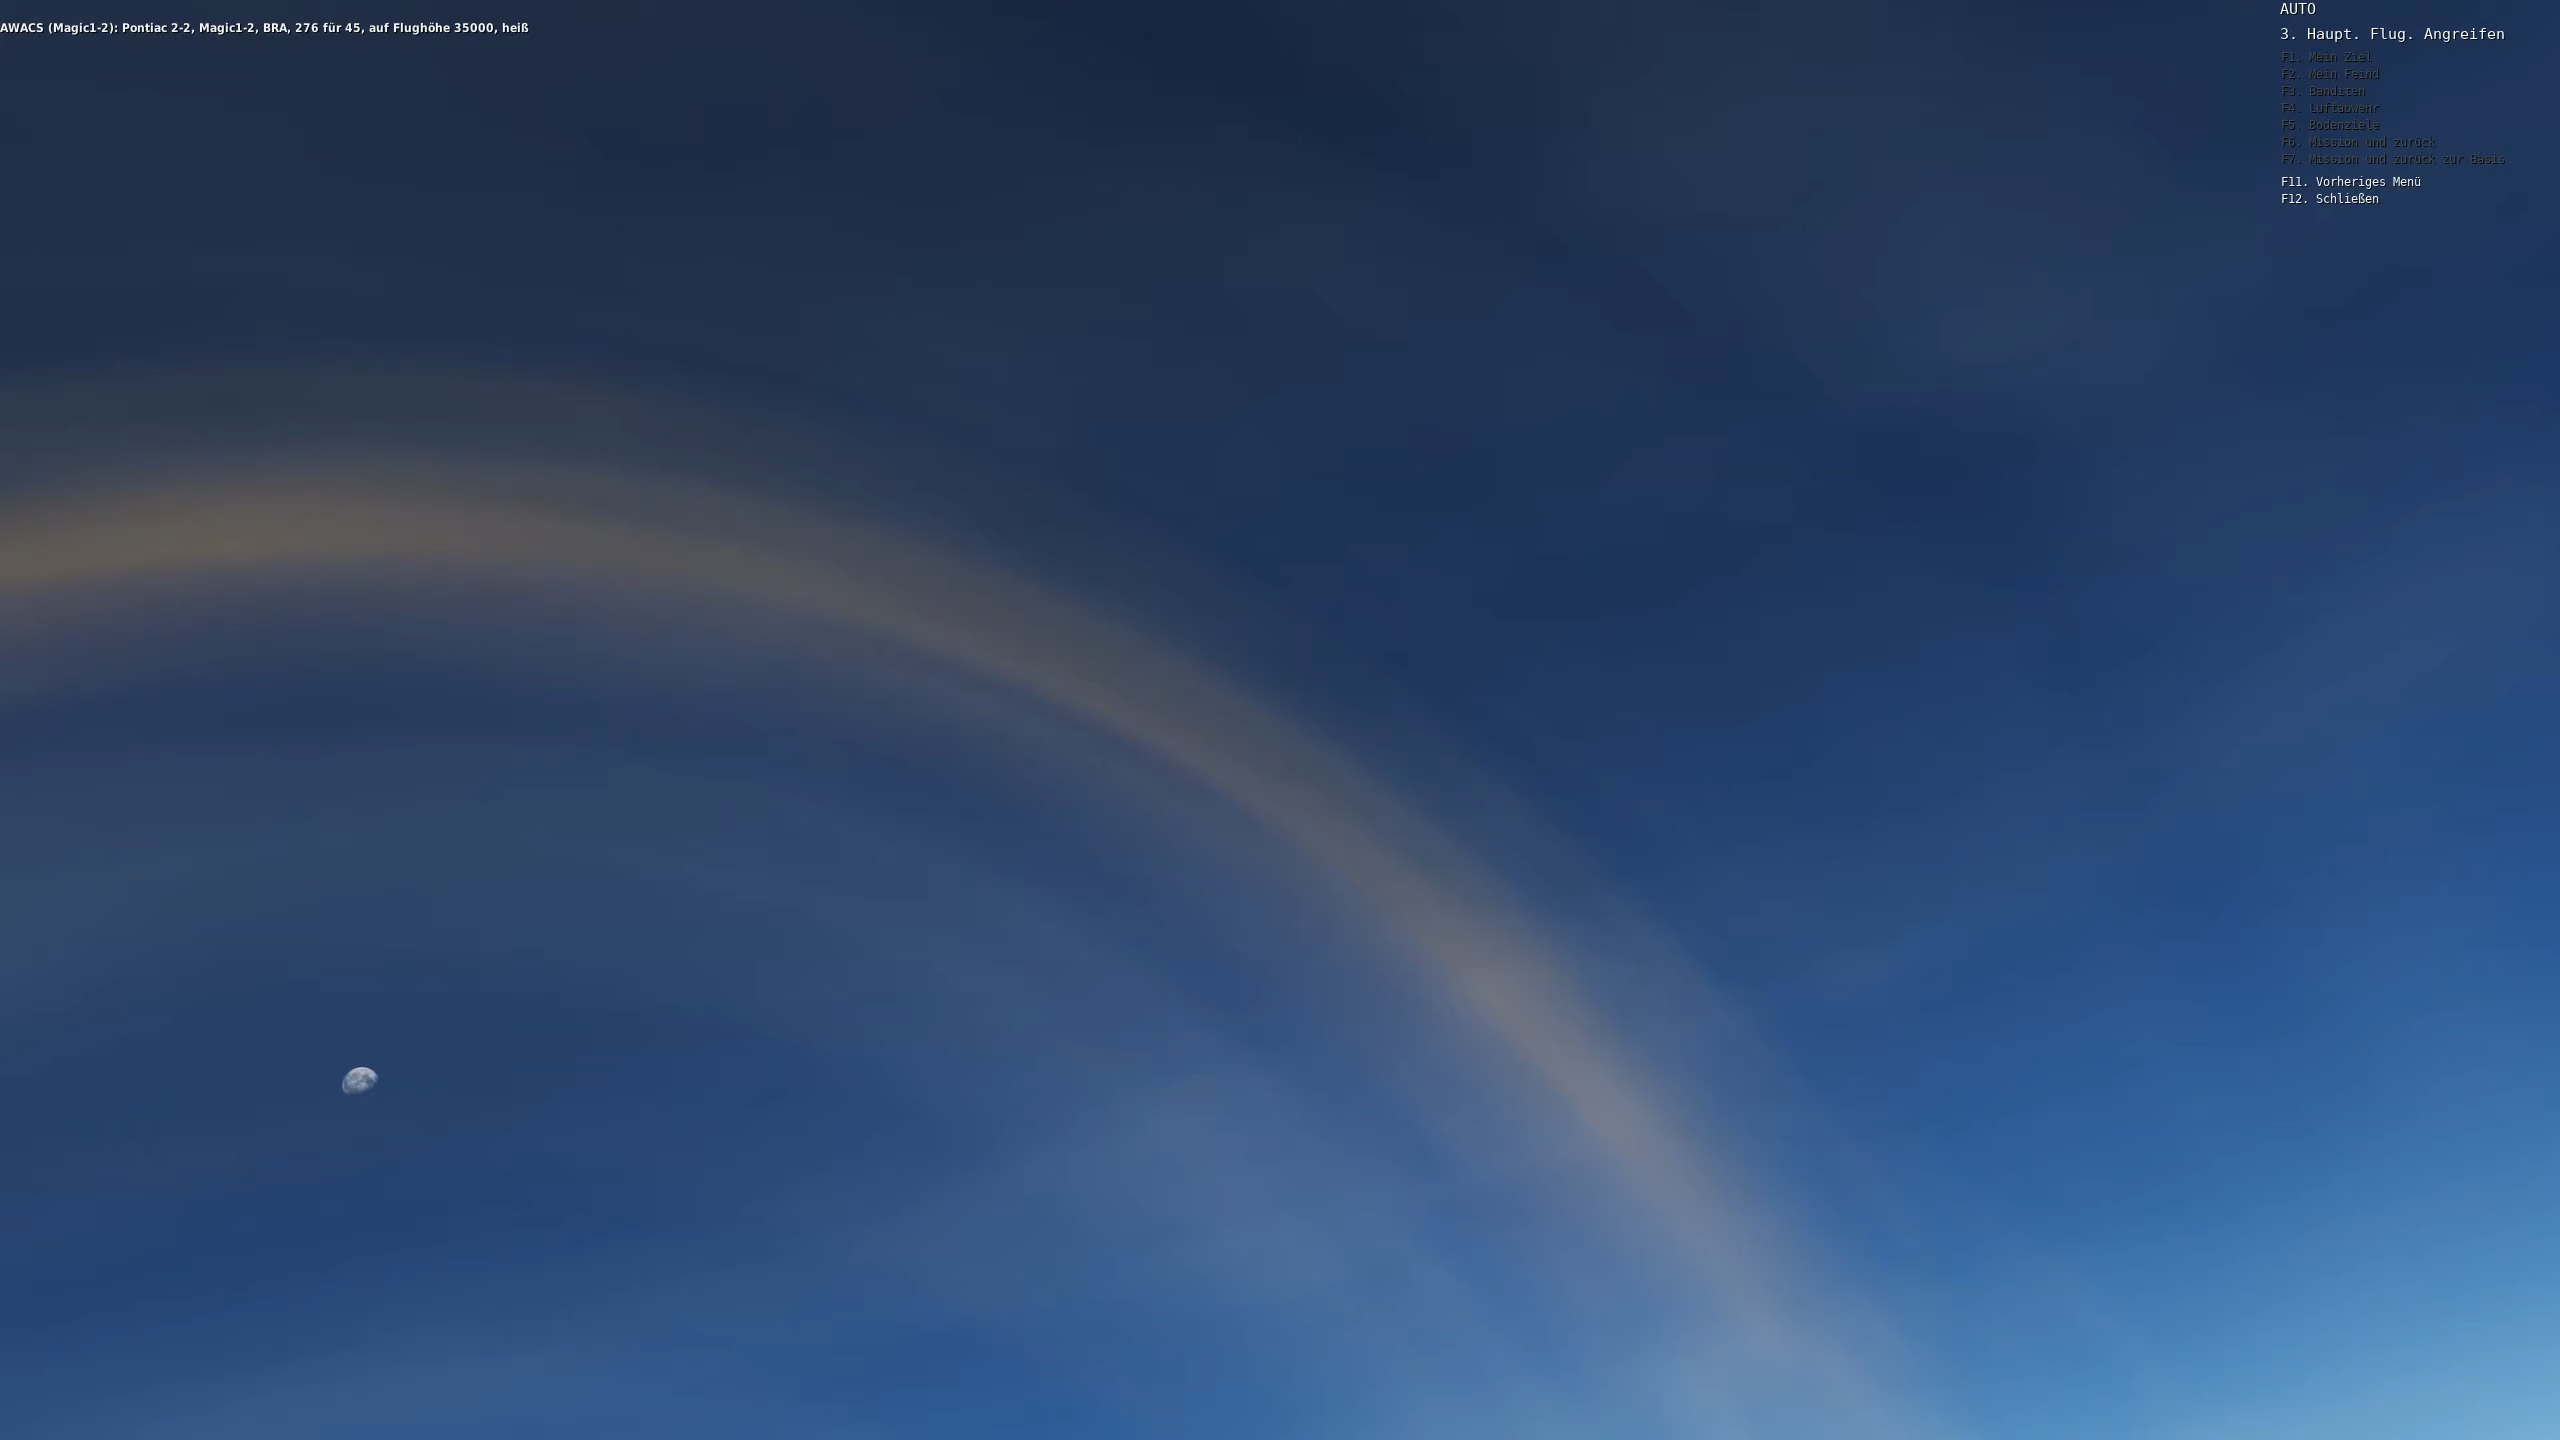 AWACS (Magic1-2): Pontiac 2-2, Magic1-2, BRA, 276 für 45, auf Flughöhe 35000, heiß
AUTO
3. Haupt. Flug. Angreifen
F1. Mein Ziel
F2. Mein Feind
F3. Banditen
F4. Luftabwehr
F5. Bodenziele
F6. Mission und zurück
F7. Mission und zurück zur Basis
F11. Vorheriges Menü
F12. Schließen